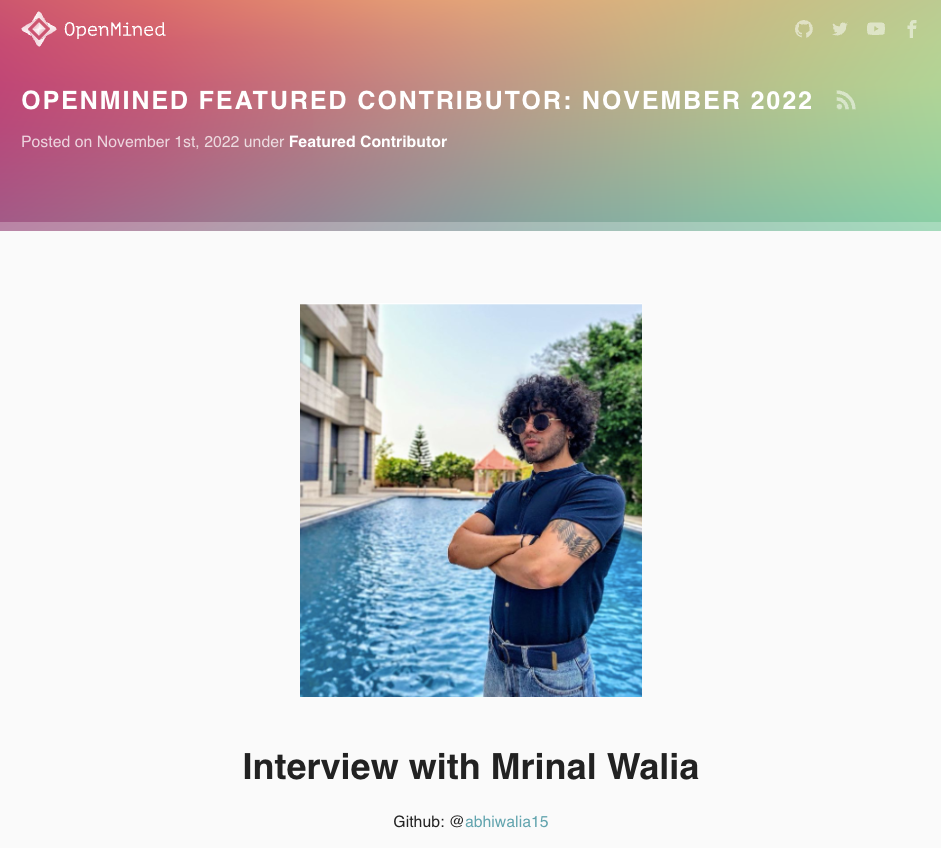 OpenMined
OPENMINED FEATURED CONTRIBUTOR: NOVEMBER 2022
Posted on November 1st, 2022 under Featured Contributor
Interview with Mrinal Walia
Github: @abhiwalia15